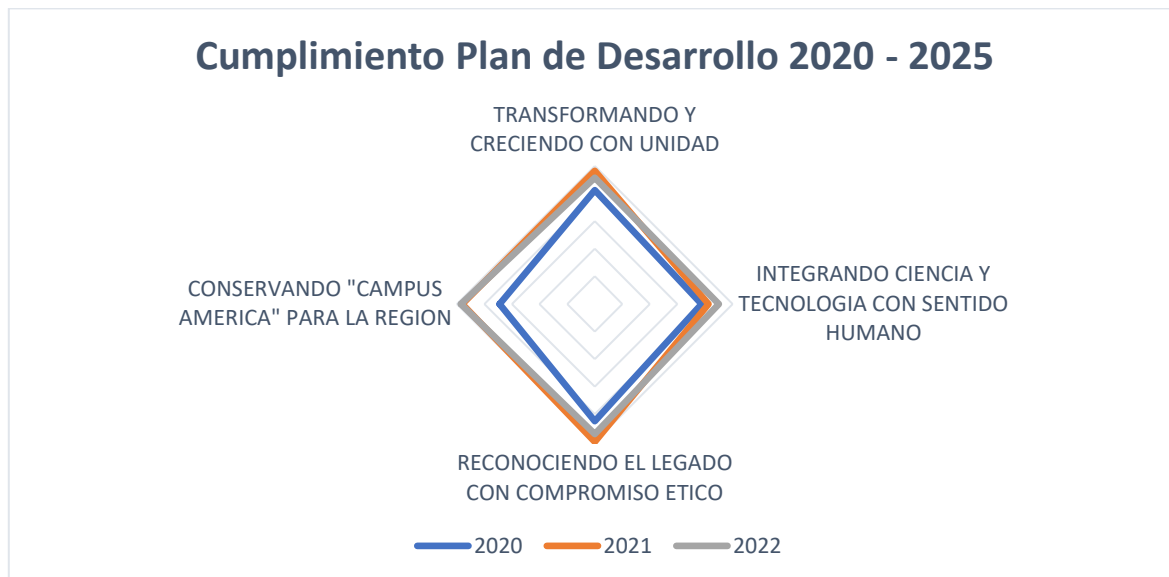 Cumplimiento Plan de Desarrollo 2020 - 2025
TRANSFORMANDO Y
CRECIENDO CON UNIDAD
INTEGRANDO CIENCIA Y
TECNOLOGIA CON SENTIDO
HUMANO
CONSERVANDO "CAMPUS
AMERICA" PARA LA REGION
RECONOCIENDO EL LEGADO
CON COMPROMISO ETICO
2020 2021 2022